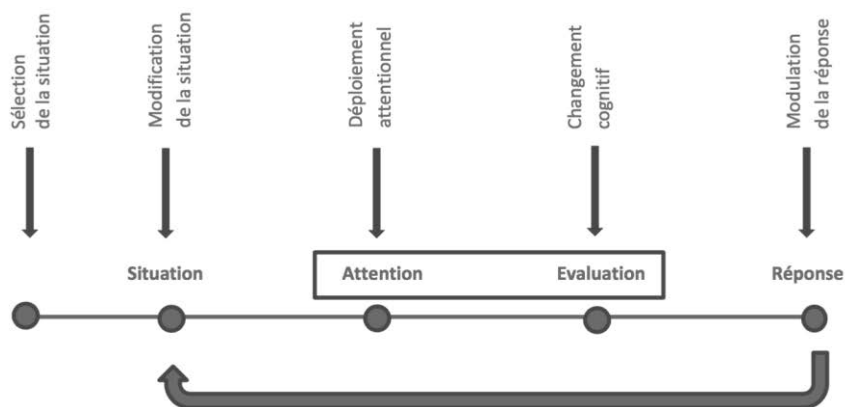 Sélection
de la situation
Modification
de la situation
Déploiement
attentionnel
Changement
cognitif
Modulation
de la réponse
Situation
Attention
Evaluation
Réponse